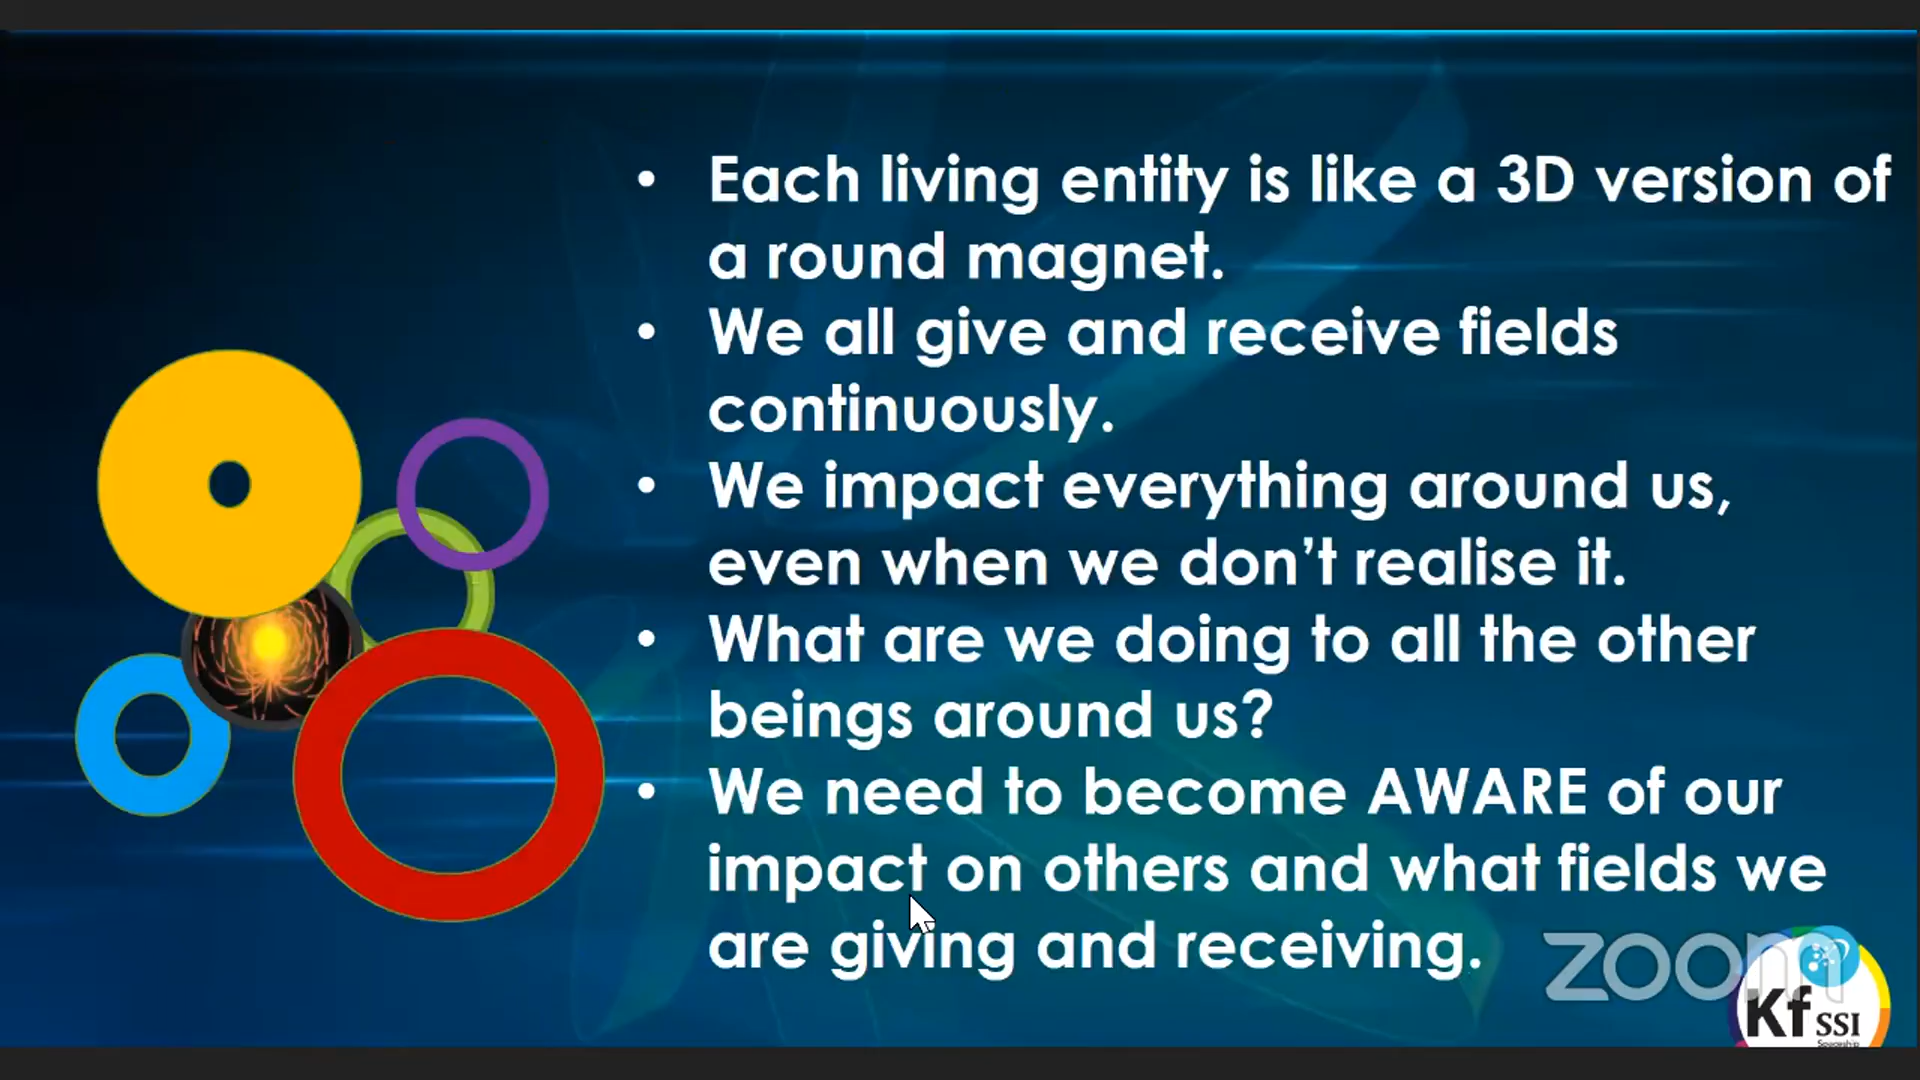 • Each living entity is like a 3D version of
a round magnet.
• We all give and receive fields
continuously.
• We impact everything around us,
even when we don’t realise it.
• What are we doing to all the other
beings around us?
• We need to become AWARE of our
impact on others and what fields we
are giving and receiving.
zoom
Kf SSI
Spaceship